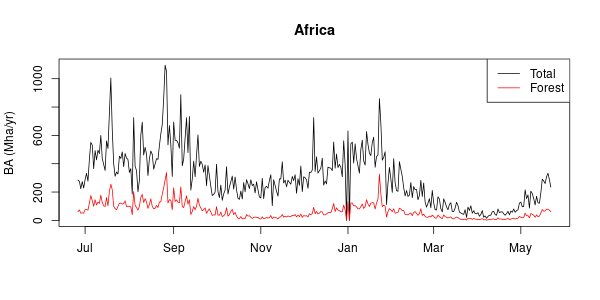 Africa
Total
Forest
BA (Mha/yr)
0
200
600
1000
Jul
Sep
Nov
Jan
Mar
May